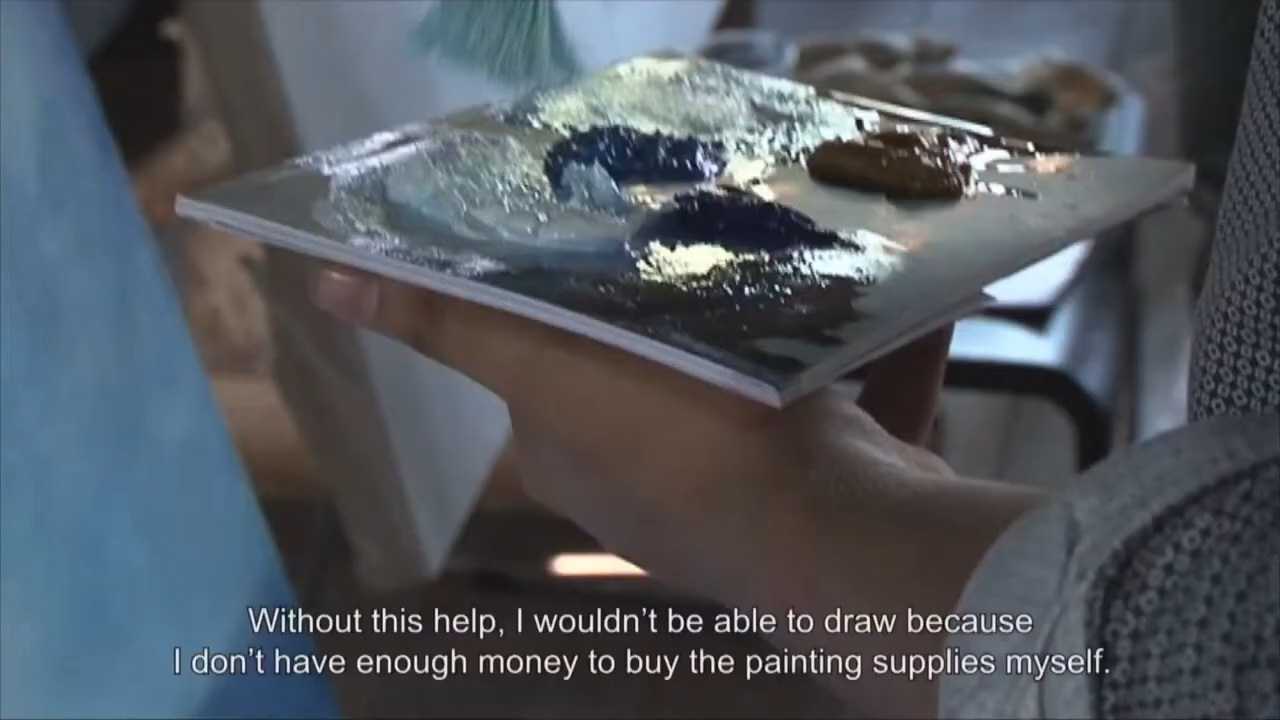 Without this help, I wouldn’t be able to draw because
I don’t have enough money to buy the painting supplies myself.